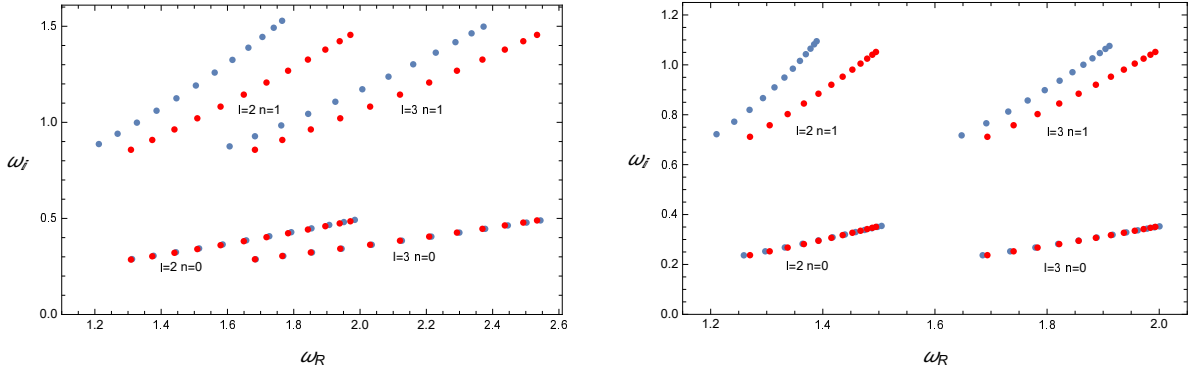 1.5
1.0
0.5
0.0
ωᵢᵢ
l=2 n=1
l=3 n=1
l=2 n=0
l=3 n=0
1.2 1.4 1.6 1.8 2.0 2.2 2.4 2.6
ωR
1.2
1.0
0.8
0.6
0.4
0.2
0.0
ωᵢᵢ
l=2 n=1
l=3 n=1
l=2 n=0
l=3 n=0
1.2 1.4 1.6 1.8 2.0
ωR